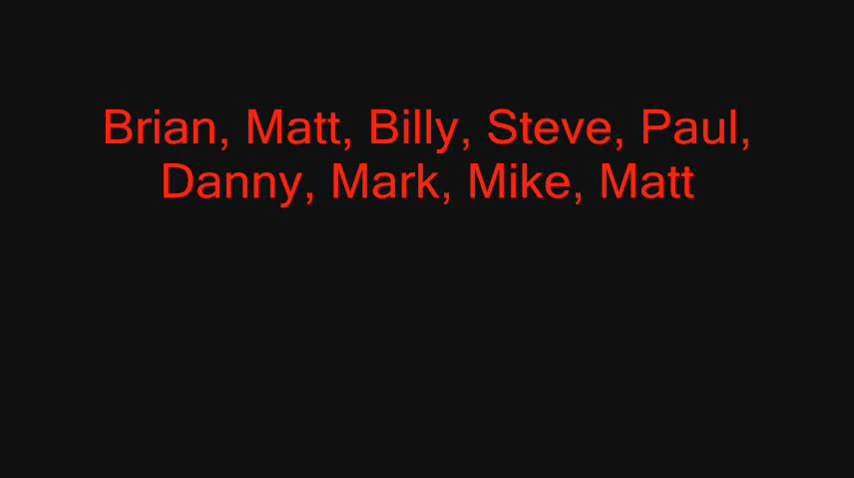 Brian, Matt, Billy, Steve, Paul,
Danny, Mark, Mike, Matt